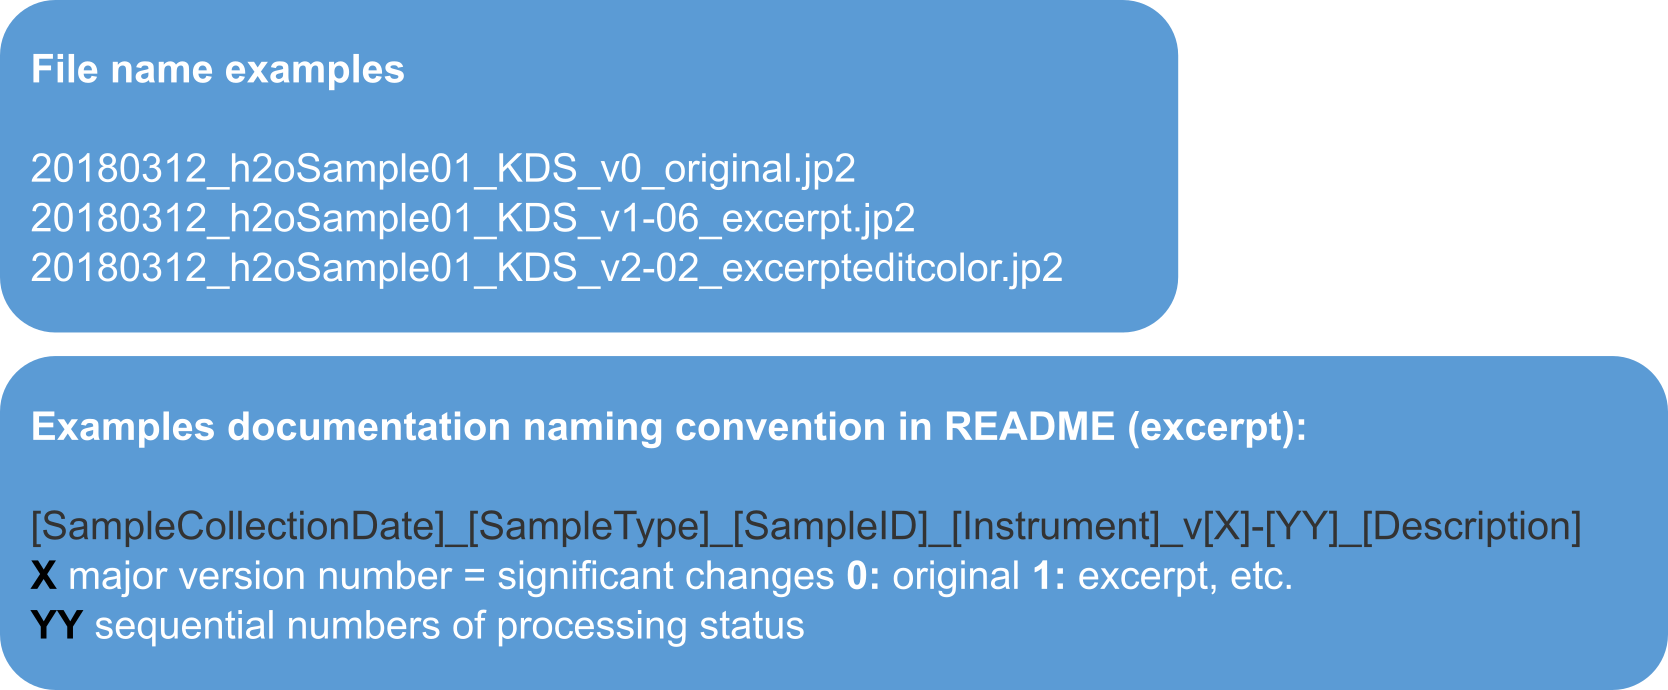 File name examples
20180312_h2oSample01_KDS_v0_original.jp2
20180312_h2oSample01_KDS_v1-06_excerpt.jp2
20180312_h2oSample01_KDS_v2-02_excerpteditcolor.jp2
Examples documentation naming convention in README (excerpt):
[SampleCollectionDate]_[SampleType]_[SampleID]_[Instrument]_v[X]-[YY]_[Description]
X major version number = significant changes 0: original 1: excerpt, etc.
YY sequential numbers of processing status